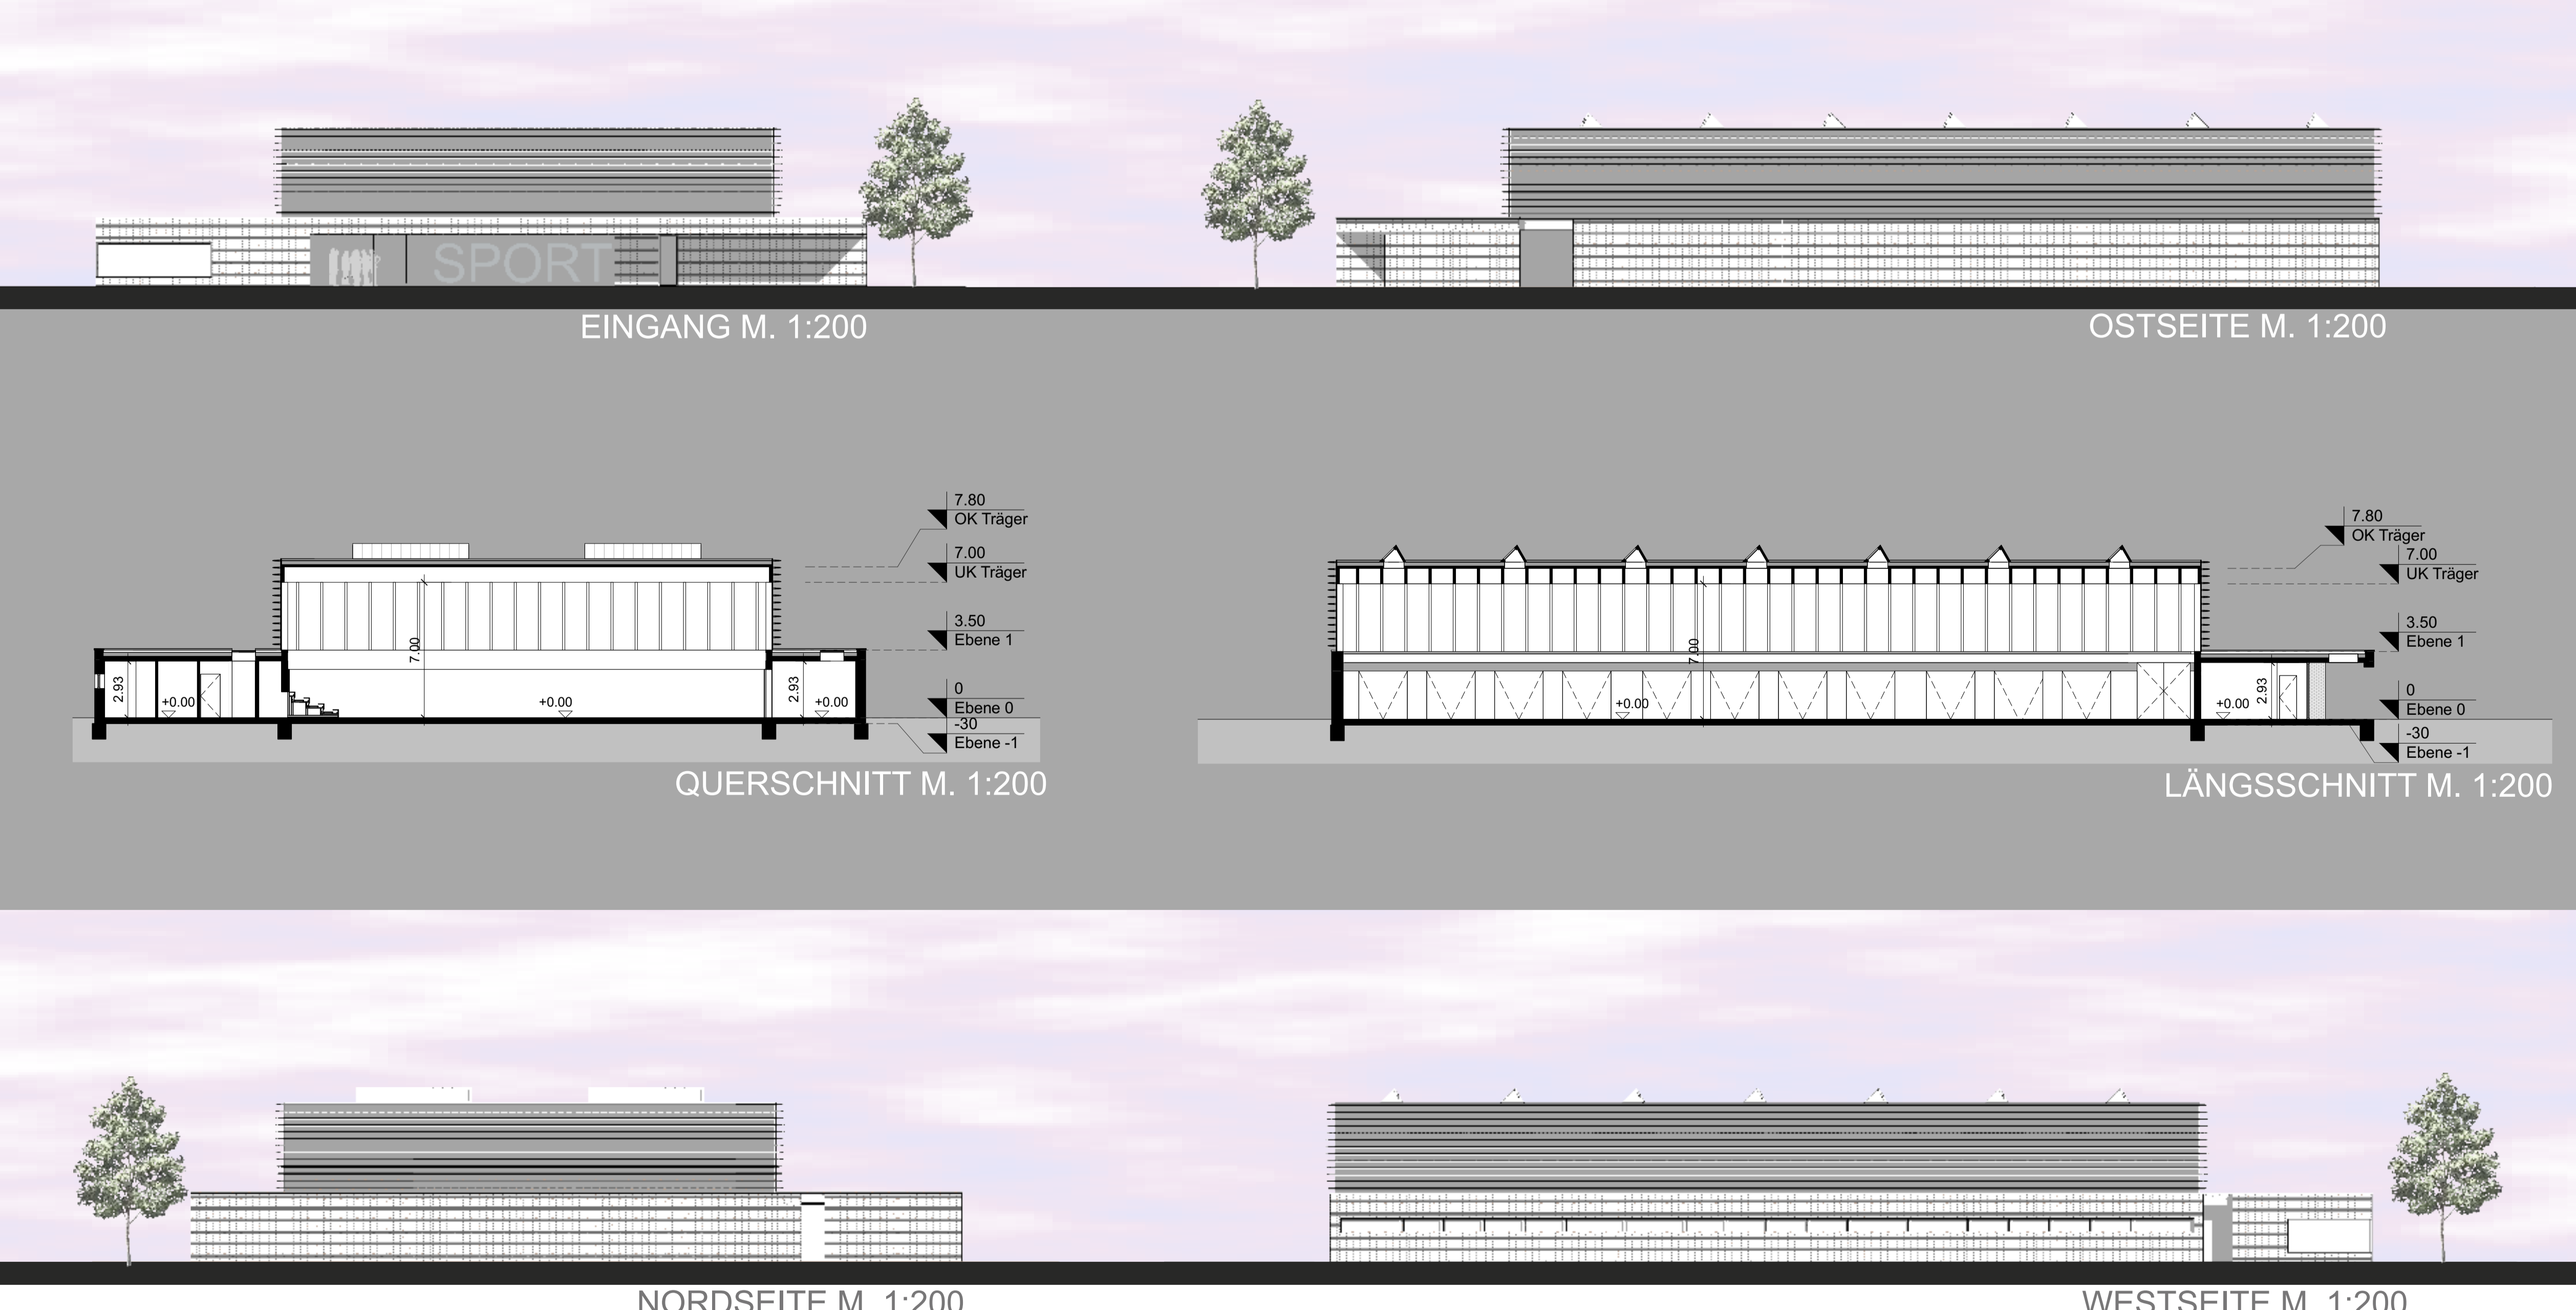 SPORT
EINGANG M. 1:200
OSTSEITE M. 1:200
7.80
OK Träger
7.00
UK Träger
3.50
Ebene 1
0
Ebene 0
-30
Ebene -1
7.00
2.93
+0.00
+0.00
2.93
+0.00
QUERSCHNITT M. 1:200
7.80
OK Träger
7.00
UK Träger
3.50
Ebene 1
0
Ebene 0
-30
Ebene -1
7.00
+0.00
+0.00
2.93
LÄNGSSCHNITT M. 1:200
NORDSEITE M. 1:200
WESTSEITE M. 1:200